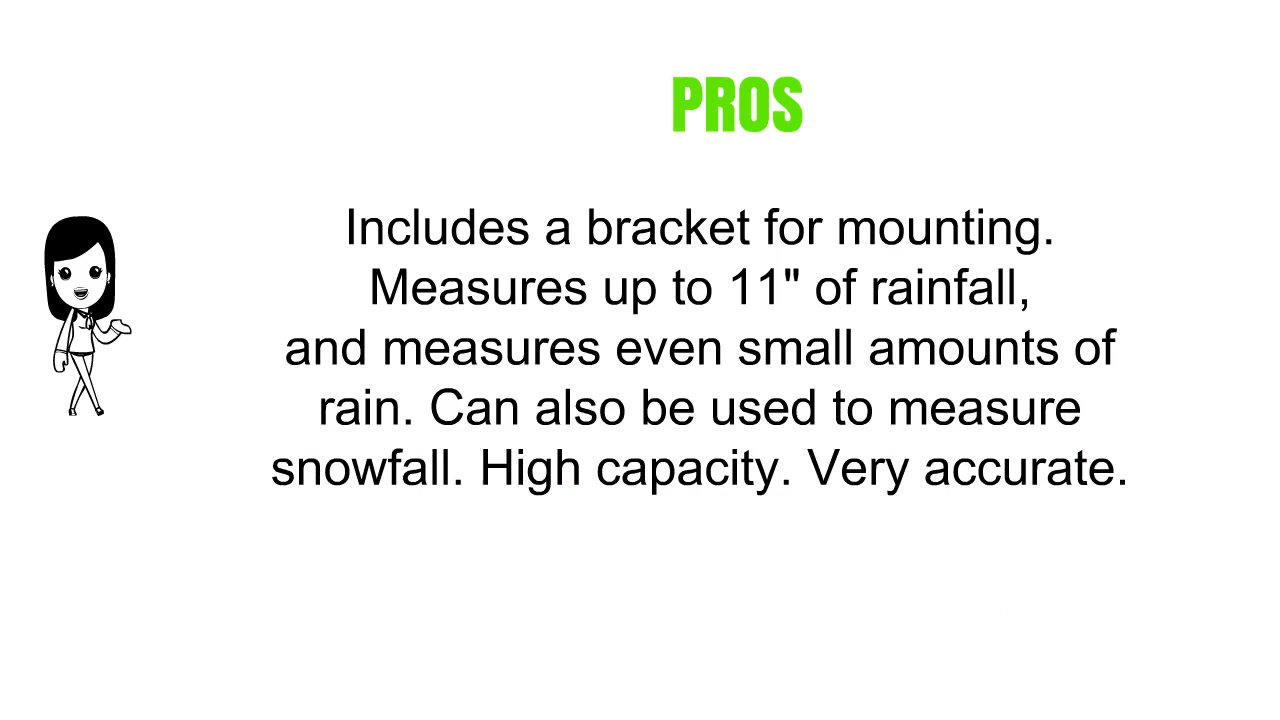 PROS
Includes a bracket for mounting.
Measures up to 11" of rainfall,
and measures even small amounts of
rain. Can also be used to measure
snowfall. High capacity. Very accurate.